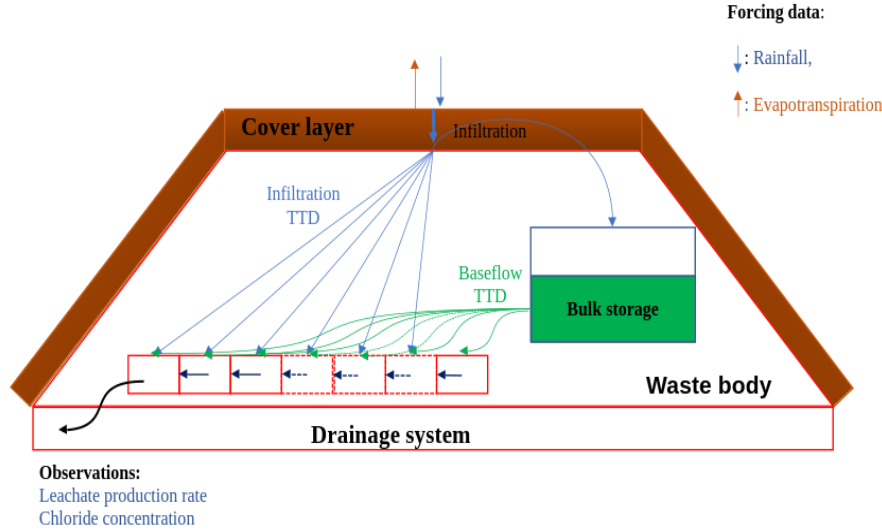 Forcing data:
: Rainfall,
: Evapotranspiration
Cover layer
Infiltration
Infiltration
TTD
Baseflow
TTD
Bulk storage
Waste body
Drainage system
Observations:
Leachate production rate
Chloride concentration